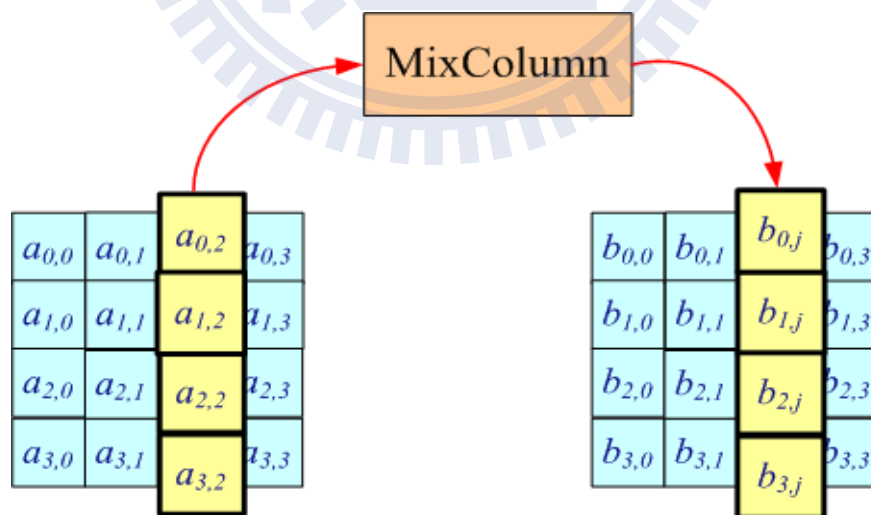 MixColumn
a0,0 a0,1 a0,2 a0,3
a1,0 a1,1 a1,2 a1,3
a2,0 a2,1 a2,2 a2,3
a3,0 a3,1 a3,2 a3,3
b0,0 b0,1 b0,j b0,3
b1,0 b1,1 b1,j b1,3
b2,0 b2,1 b2,j b2,3
b3,0 b3,1 b3,j b3,3